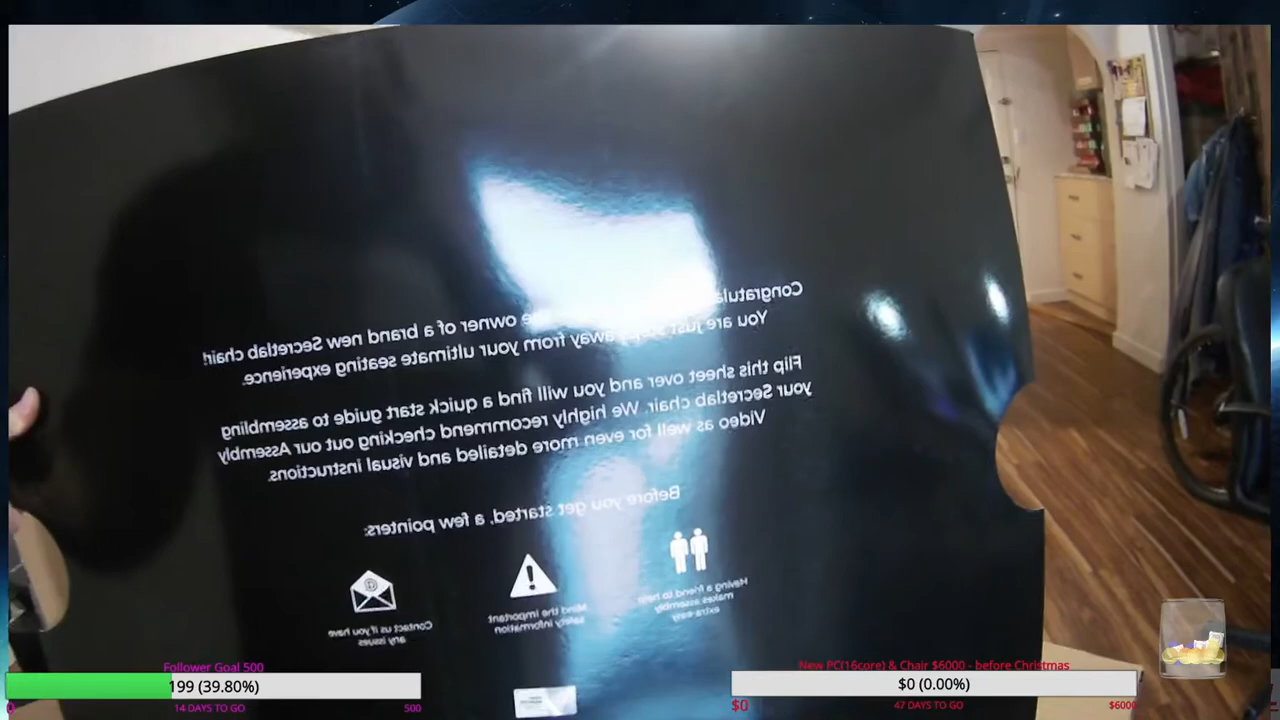 Congratula e owner of a brand new Secretlab chair!
You are just steps away from your ultimate seating experience.
Flip this sheet over and you will find a quick start guide to assembling
your Secretlab chair. We highly recommend checking out our Assembly
Video as well for even more detailed and visual instructions.
Before you get started, a few pointers:
Having a friend to help
makes assembly
extra easy
Mind the important
safety information
Contact us if you have
any issues
Follower Goal 500
199 (39.80%)
0
14 DAYS TO GO
500
New PC(16core) & Chair $6000 - before Christmas
$0 (0.00%)
$0
47 DAYS TO GO
$6000